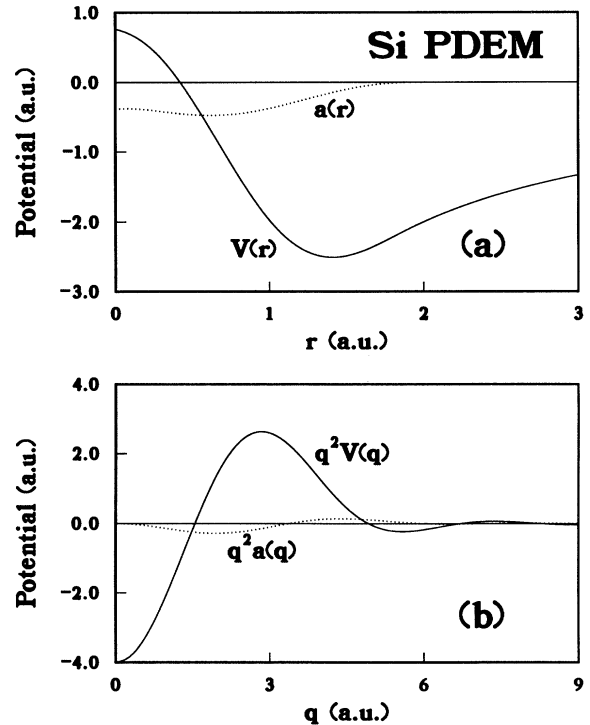 Si PDEM
1.0
0.0
−1.0
−2.0
−3.0
Potential (a.u.)
a(r)
V(r)
(a)
0 1 2 3
r (a.u.)
4.0
2.0
0.0
−2.0
−4.0
Potential (a.u.)
q²V(q)
q²a(q)
(b)
0 3 6 9
q (a.u.)